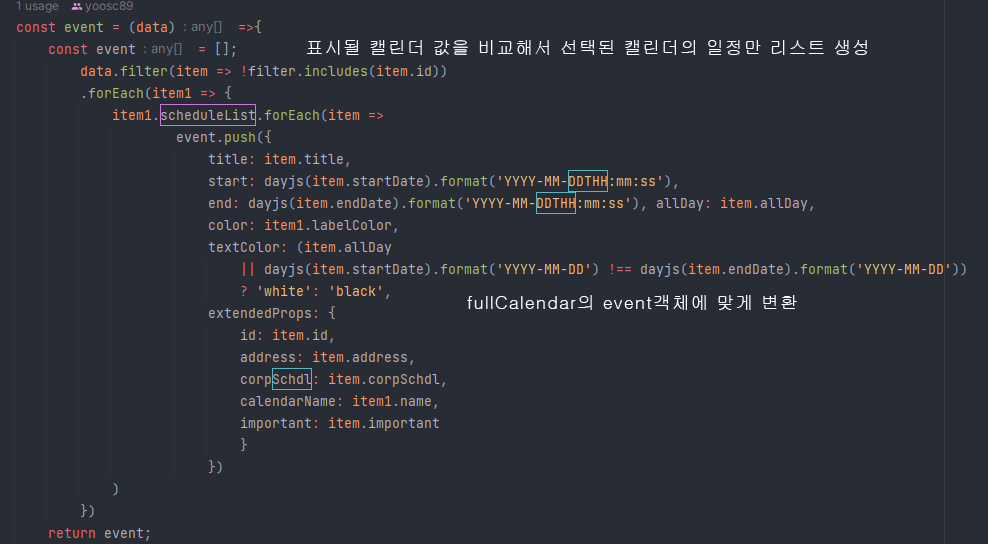 1 usage yoosc89
const event = (data) : any[] =>{
const event : any[] = []; 표시될 캘린더 값을 비교해서 선택된 캘린더의 일정만 리스트 생성
data.filter(item => !filter.includes(item.id))
.forEach(item1 => {
item1.scheduleList.forEach(item =>
event.push({
title: item.title,
start: dayjs(item.startDate).format('YYYY-MM-DDTHH:mm:ss'),
end: dayjs(item.endDate).format('YYYY-MM-DDTHH:mm:ss'), allDay: item.allDay,
color: item1.labelColor,
textColor: (item.allDay
|| dayjs(item.startDate).format('YYYY-MM-DD') !== dayjs(item.endDate).format('YYYY-MM-DD'))
? 'white': 'black',
fullCalendar의 event객체에 맞게 변환
extendedProps: {
id: item.id,
address: item.address,
corpSchdl: item.corpSchdl,
calendarName: item1.name,
important: item.important
}
})
)
})
return event;